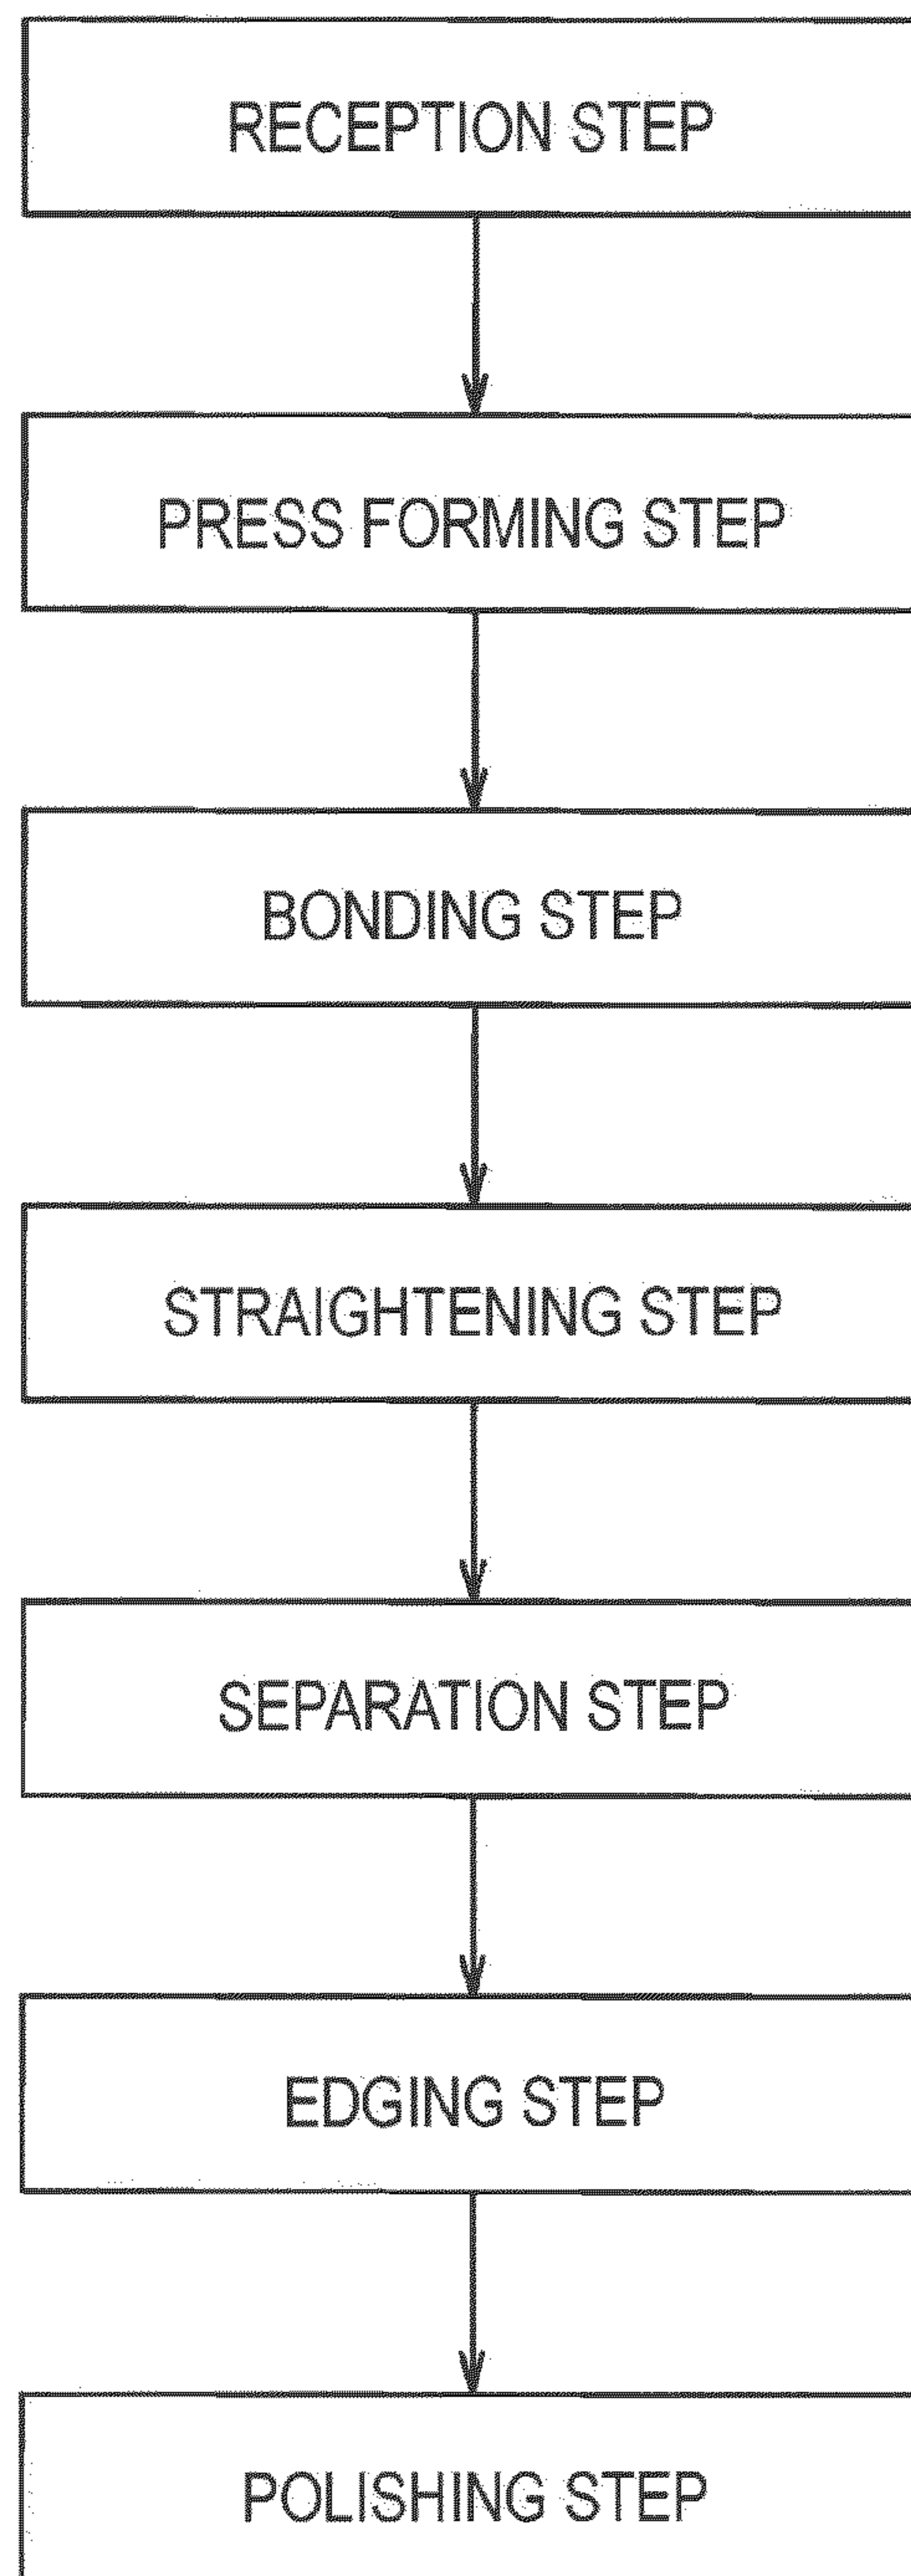 RECEPTION STEP
PRESS FORMING STEP
BONDING STEP
STRAIGHTENING STEP
SEPARATION STEP
EDGING STEP
POLISHING STEP